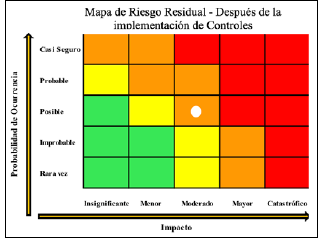 Mapa de Riesgo Residual - Después de la
implementación de Controles
Probabilidad de Ocurrencia
Casi Seguro
Probable
Posible
Improbable
Rara vez
Insignificante Menor Moderado Mayor Catastrófico
Impacto